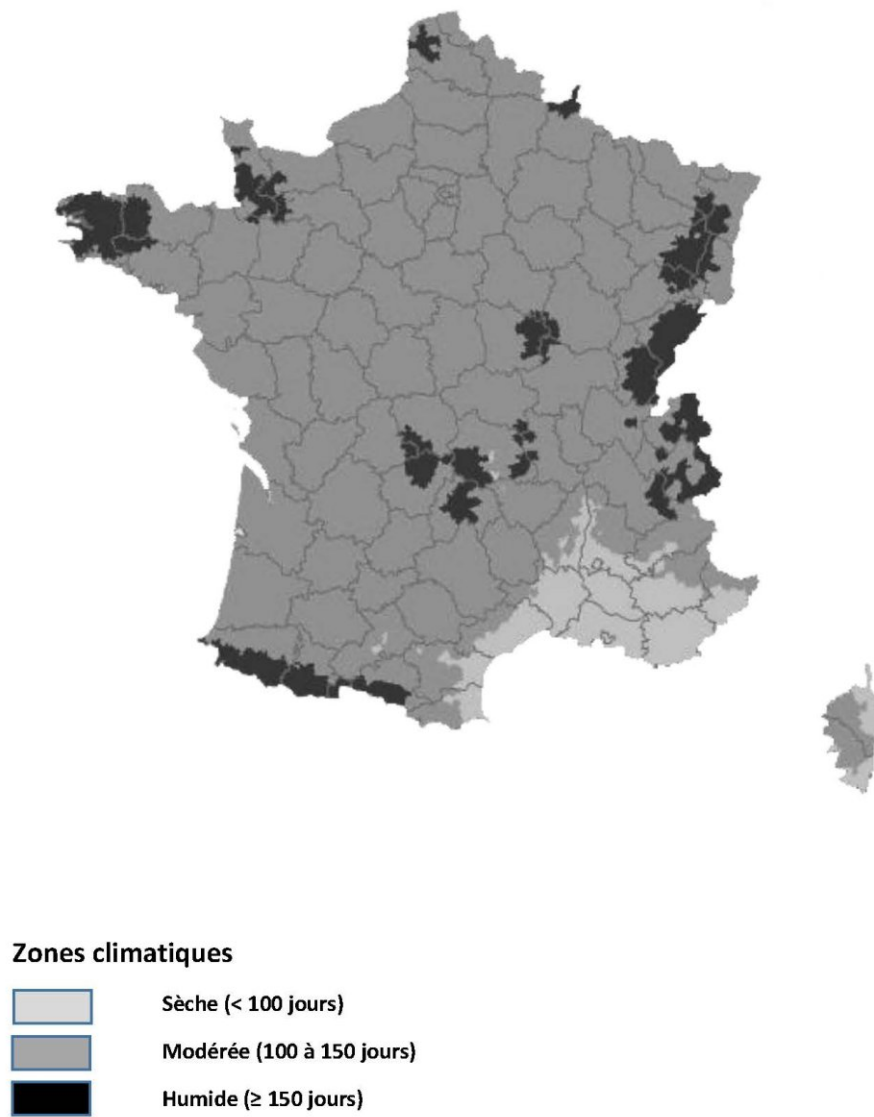 Zones climatiques
Sèche (< 100 jours)
Modérée (100 à 150 jours)
Humide (≥ 150 jours)